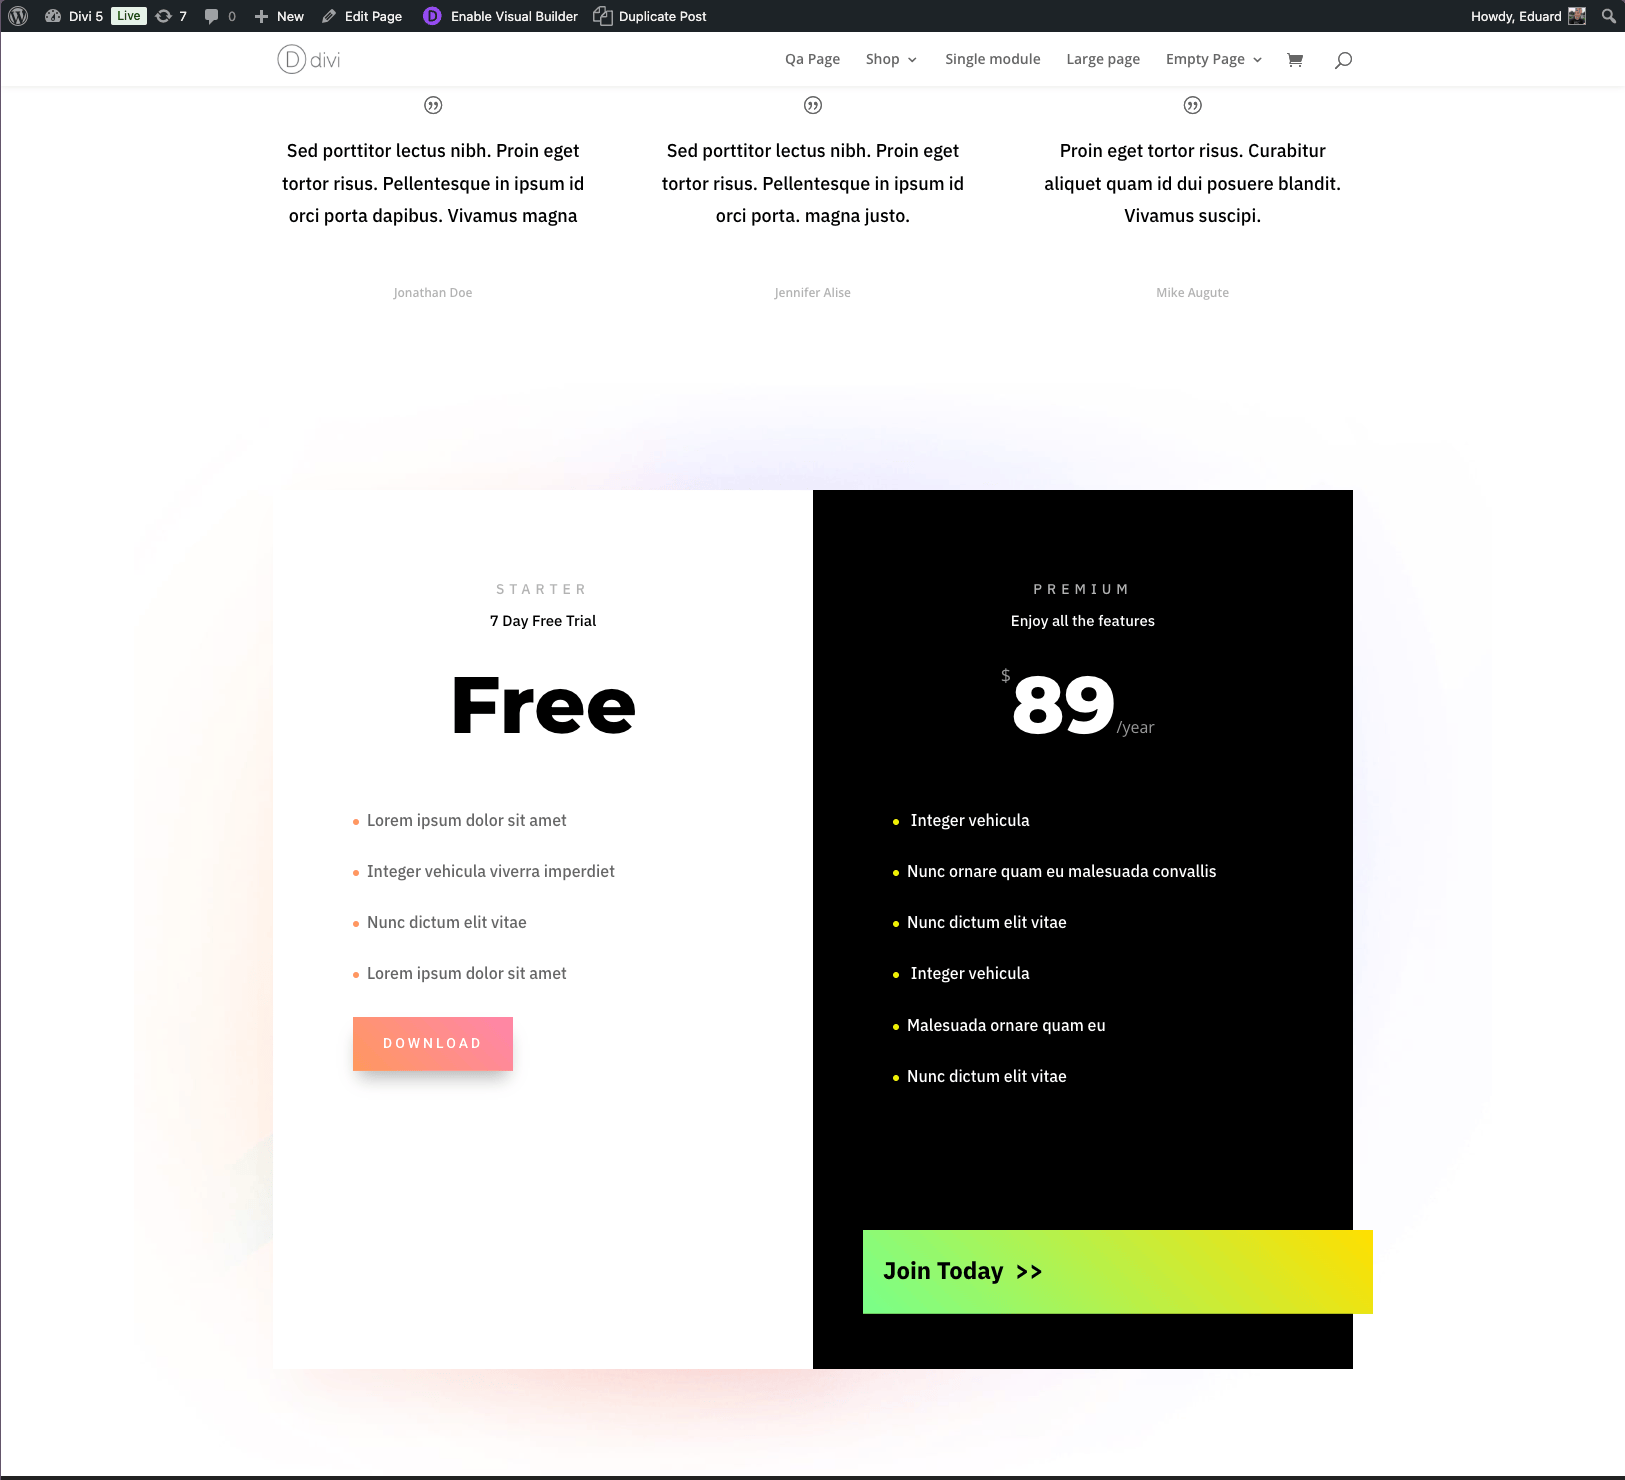 Divi 5 Live 7 0 New Edit Page Enable Visual Builder Duplicate Post Howdy, Eduard
divi Qa Page Shop Single module Large page Empty Page
Sed porttitor lectus nibh. Proin eget
tortor risus. Pellentesque in ipsum id
orci porta dapibus. Vivamus magna
Jonathan Doe
Sed porttitor lectus nibh. Proin eget
tortor risus. Pellentesque in ipsum id
orci porta. magna justo.
Jennifer Alise
Proin eget tortor risus. Curabitur
aliquet quam id dui posuere blandit.
Vivamus suscipi.
Mike Augute
STARTER
7 Day Free Trial
Free
Lorem ipsum dolor sit amet
Integer vehicula viverra imperdiet
Nunc dictum elit vitae
Lorem ipsum dolor sit amet
DOWNLOAD
PREMIUM
Enjoy all the features
$89/year
Integer vehicula
Nunc ornare quam eu malesuada convallis
Nunc dictum elit vitae
Integer vehicula
Malesuada ornare quam eu
Nunc dictum elit vitae
Join Today >>